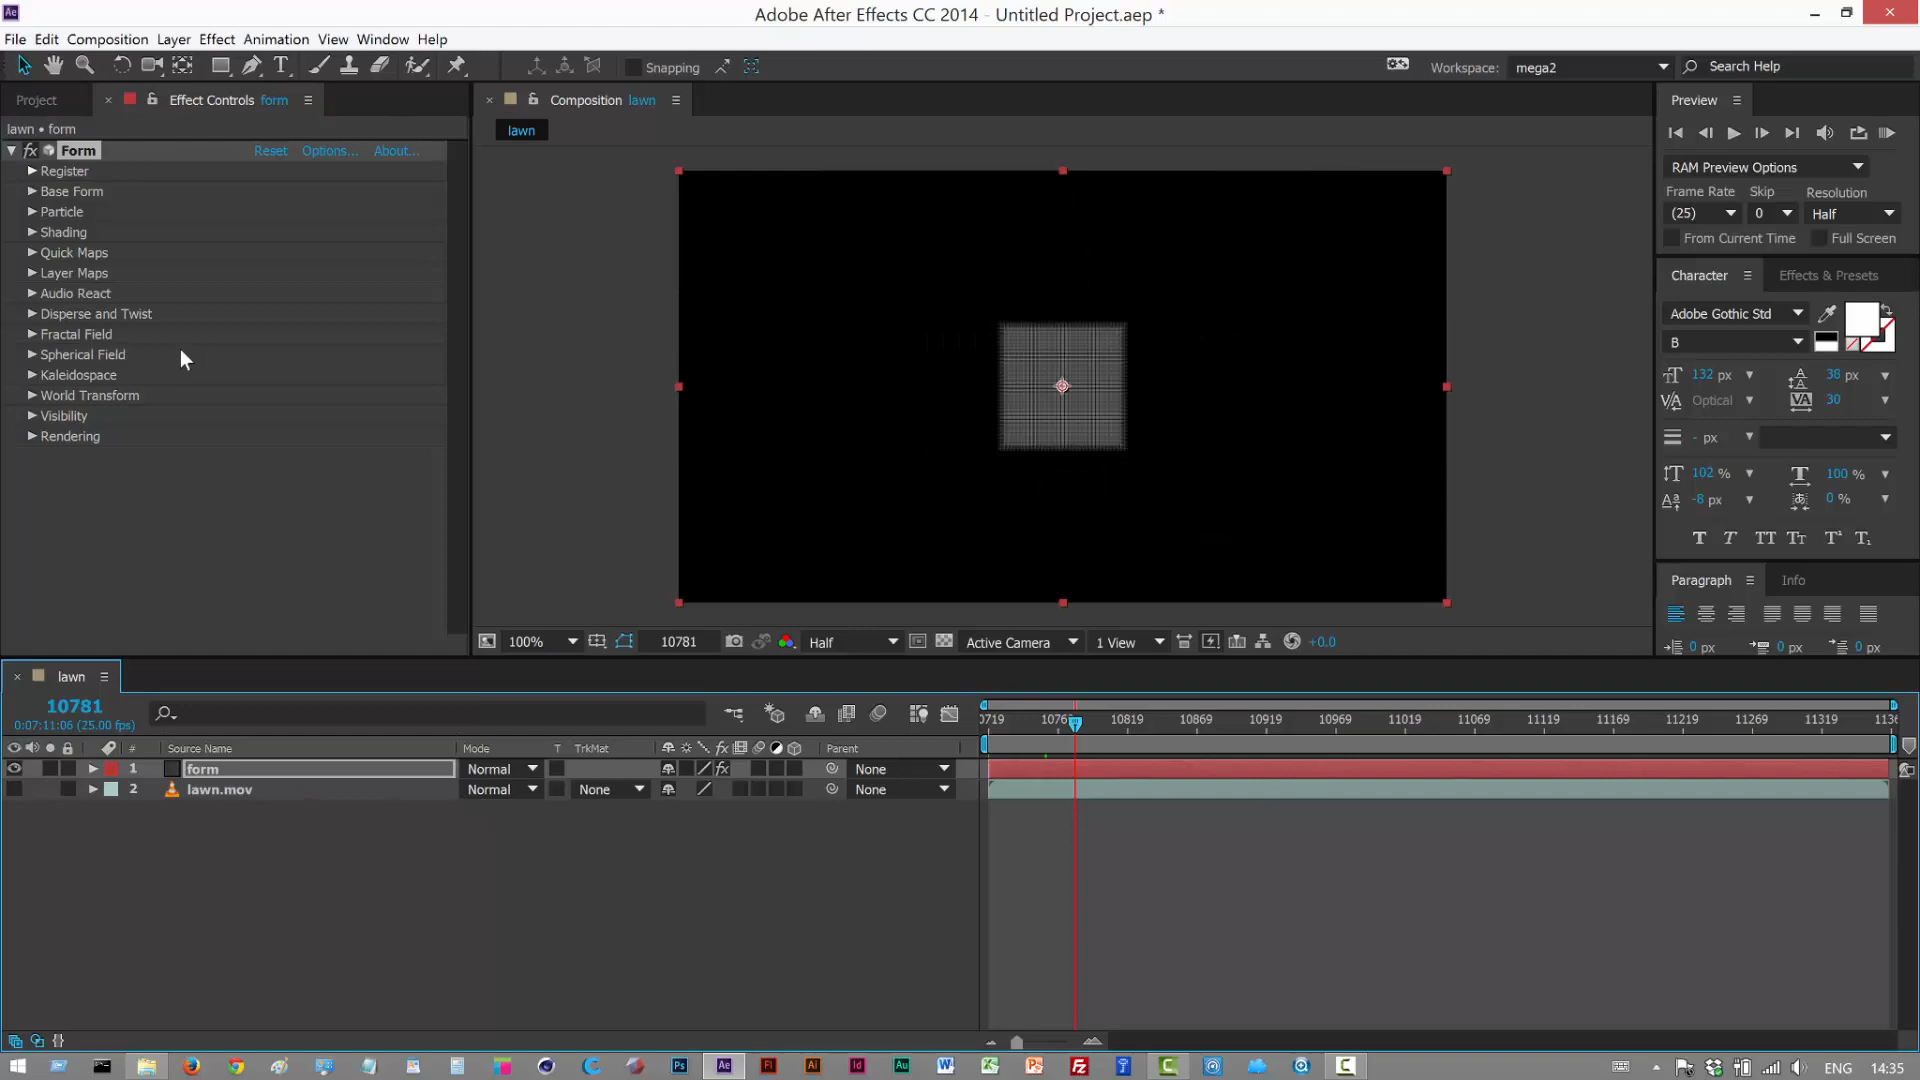 Adobe After Effects CC 2014 - Untitled Project.aep *
File Edit Composition Layer Effect Animation View Window Help
Snapping
Workspace: mega2
Search Help
Project
Effect Controls form
lawn • form
fx Form Reset Options... About...
Register
Base Form
Particle
Shading
Quick Maps
Layer Maps
Audio React
Disperse and Twist
Fractal Field
Spherical Field
Kaleidospace
World Transform
Visibility
Rendering
Composition lawn
lawn
100% 10781 Half Active Camera 1 View +0.0
Preview
RAM Preview Options
Frame Rate Skip Resolution
(25) 0 Half
From Current Time Full Screen
Character Effects & Presets
Adobe Gothic Std
B
132 px 38 px
Optical 30
- px
102 % 100 %
-8 px 0 %
Paragraph Info
0 px 0 px 0 px
lawn
10781
0:07:11:06 (25.00 fps)
# Source Name Mode T TrkMat Parent
1 form Normal None
2 lawn.mov Normal None None
0719 1076 10819 10869 10919 10969 11019 11069 11119 11169 11219 11269 11319 1136
ENG 14:35